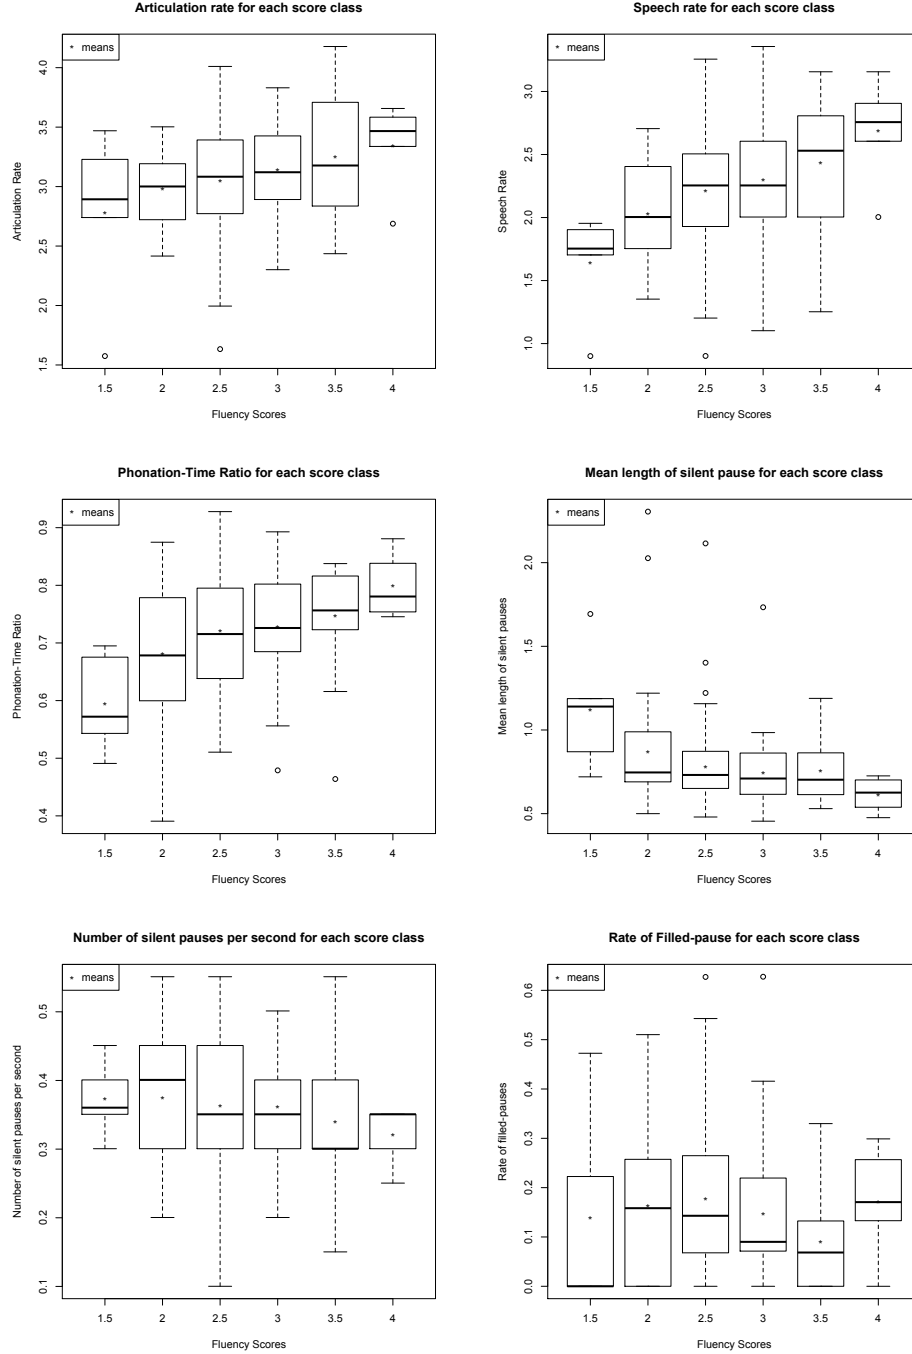 Articulation rate for each score class
* means
Articulation Rate
1.5 2.0 2.5 3.0 3.5 4.0
1.5 2 2.5 3 3.5 4
Fluency Scores
Speech rate for each score class
* means
Speech Rate
1.0 1.5 2.0 2.5 3.0
1.5 2 2.5 3 3.5 4
Fluency Scores
Phonation-Time Ratio for each score class
* means
Phonation-Time Ratio
0.4 0.5 0.6 0.7 0.8 0.9
1.5 2 2.5 3 3.5 4
Fluency Scores
Mean length of silent pause for each score class
* means
Mean length of silent pauses
0.5 1.0 1.5 2.0
1.5 2 2.5 3 3.5 4
Fluency Scores
Number of silent pauses per second for each score class
* means
Number of silent pauses per second
0.1 0.2 0.3 0.4 0.5
1.5 2 2.5 3 3.5 4
Fluency Scores
Rate of Filled-pause for each score class
* means
Rate of filled-pauses
0.0 0.1 0.2 0.3 0.4 0.5 0.6
1.5 2 2.5 3 3.5 4
Fluency Scores